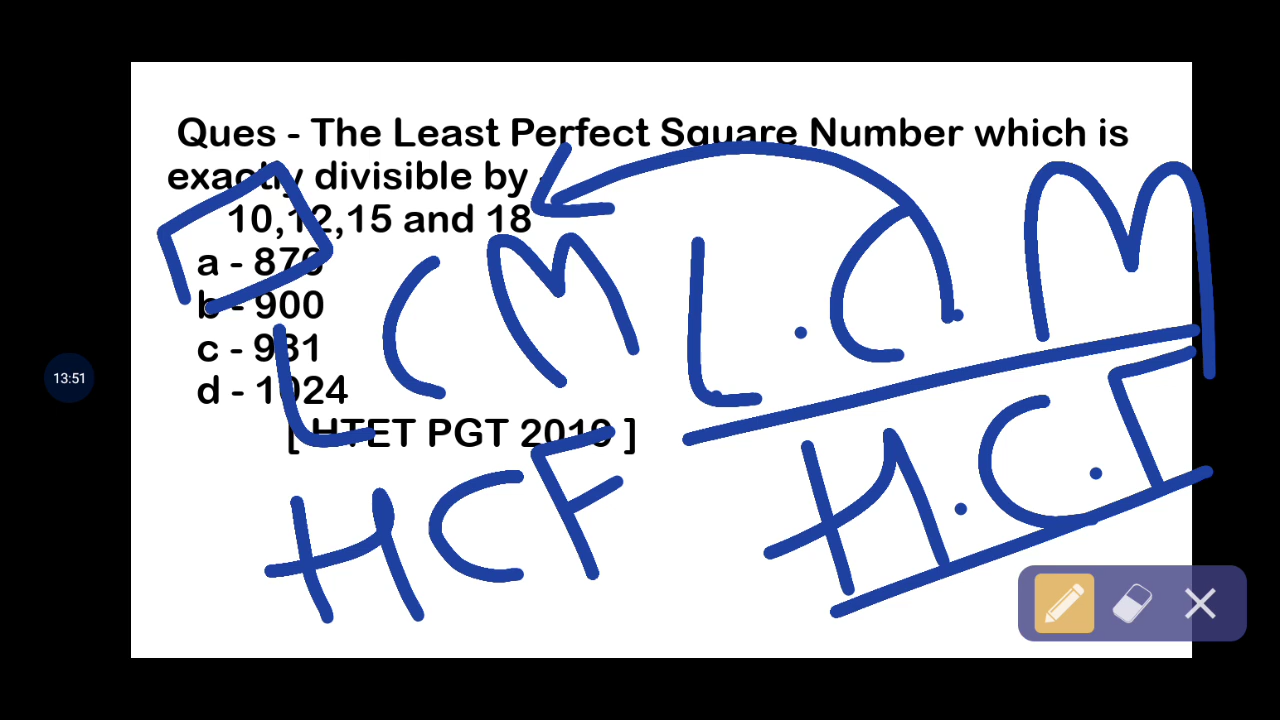 Ques - The Least Perfect Square Number which is
exactly divisible by -
10,12,15 and 18
a - 870
b - 900
c - 981
d - 1024
[ HTET PGT 2019 ]
LCM
L.C.M
HCF
H.C.F
13:51